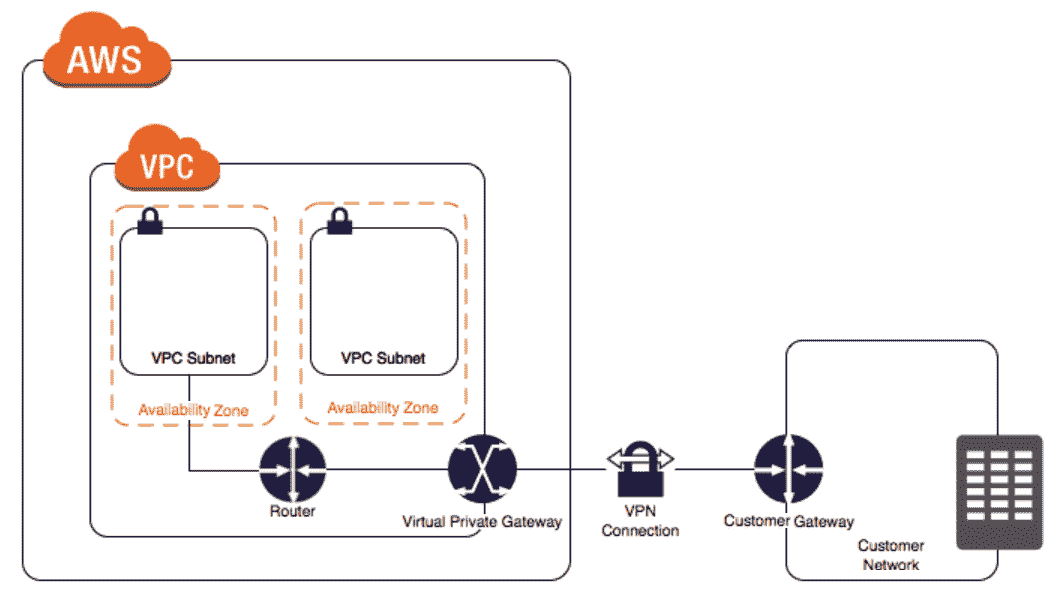 AWS
VPC
VPC Subnet
VPC Subnet
Availability Zone
Availability Zone
Router
Virtual Private Gateway
VPN
Connection
Customer Gateway
Customer
Network